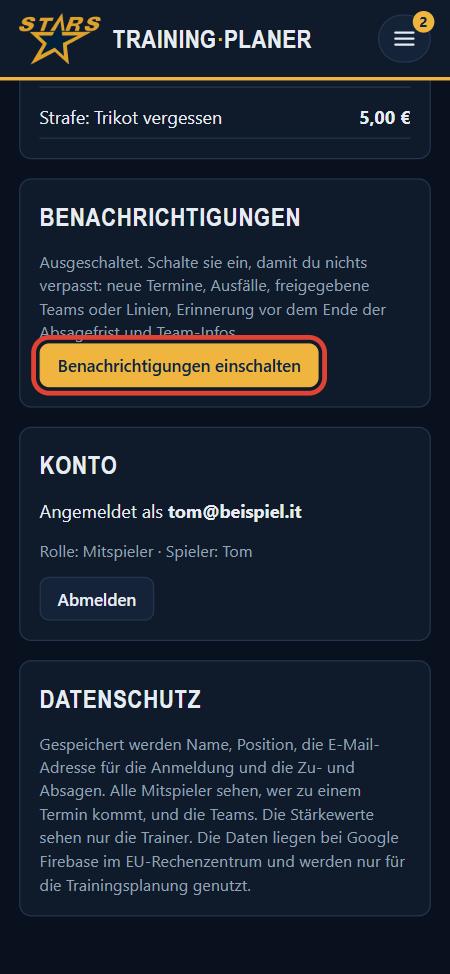 STARS
TRAINING·PLANER
2
Strafe: Trikot vergessen 5,00 €
BENACHRICHTIGUNGEN
Ausgeschaltet. Schalte sie ein, damit du nichts
verpasst: neue Termine, Ausfälle, freigegebene
Teams oder Linien, Erinnerung vor dem Ende der
Absagefrist und Team-Infos.
Benachrichtigungen einschalten
KONTO
Angemeldet als tom@beispiel.it
Rolle: Mitspieler · Spieler: Tom
Abmelden
DATENSCHUTZ
Gespeichert werden Name, Position, die E-Mail-
Adresse für die Anmeldung und die Zu- und
Absagen. Alle Mitspieler sehen, wer zu einem
Termin kommt, und die Teams. Die Stärkewerte
sehen nur die Trainer. Die Daten liegen bei Google
Firebase im EU-Rechenzentrum und werden nur für
die Trainingsplanung genutzt.